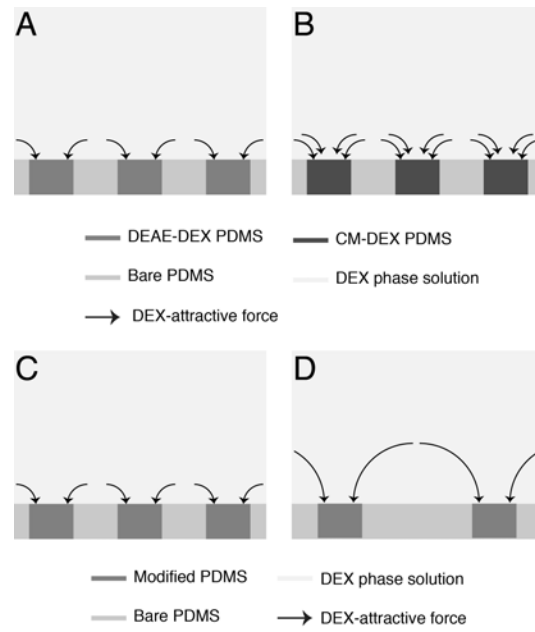 A
B
DEAE-DEX PDMS
CM-DEX PDMS
Bare PDMS
DEX phase solution
DEX-attractive force
C
D
Modified PDMS
DEX phase solution
Bare PDMS
DEX-attractive force